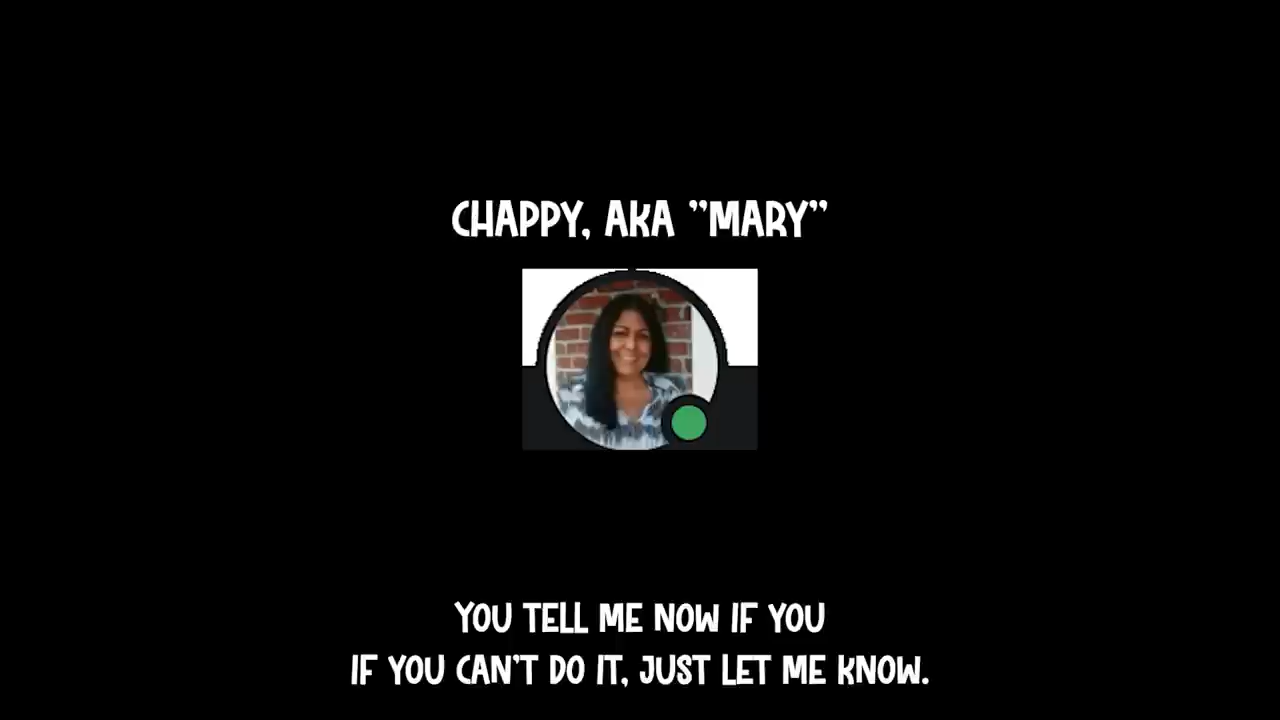 CHAPPY, AKA "MARY"
YOU TELL ME NOW IF YOU
IF YOU CAN'T DO IT, JUST LET ME KNOW.